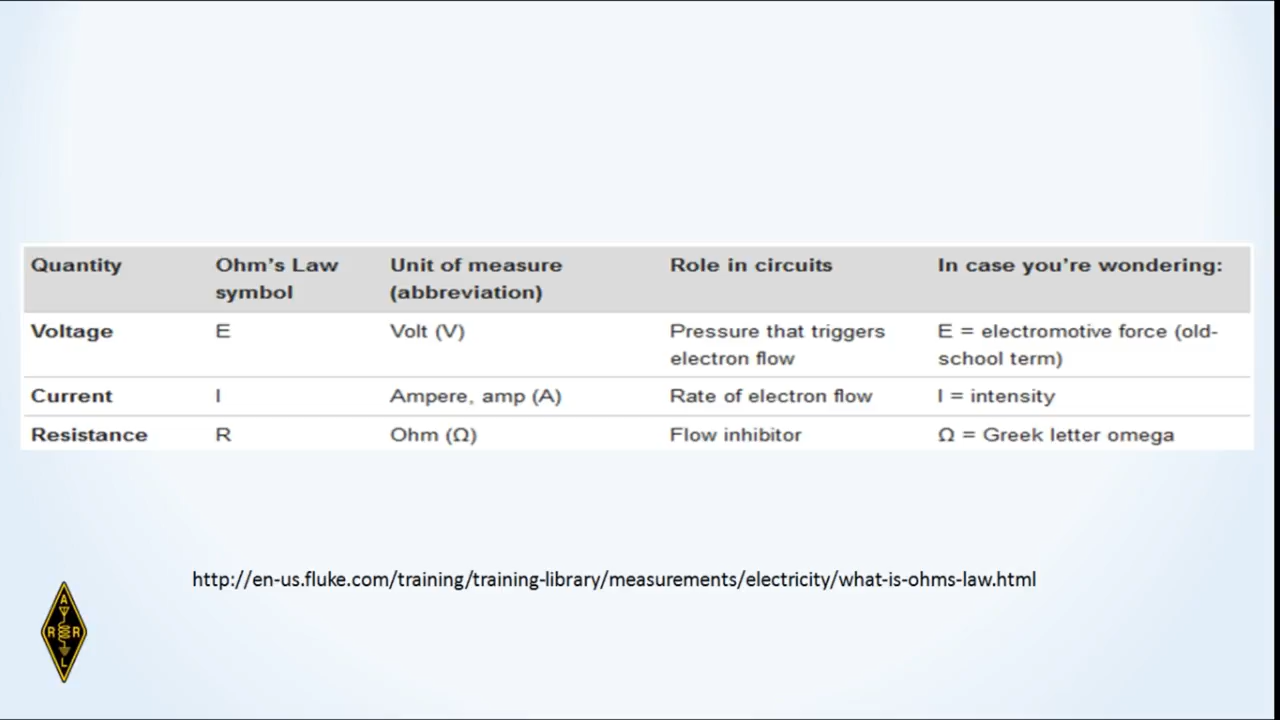 Quantity Ohm's Law symbol Unit of measure (abbreviation) Role in circuits In case you're wondering:
Voltage E Volt (V) Pressure that triggers electron flow E = electromotive force (old-school term)
Current I Ampere, amp (A) Rate of electron flow I = intensity
Resistance R Ohm (Ω) Flow inhibitor Ω = Greek letter omega
http://en-us.fluke.com/training/training-library/measurements/electricity/what-is-ohms-law.html
A
R R
L